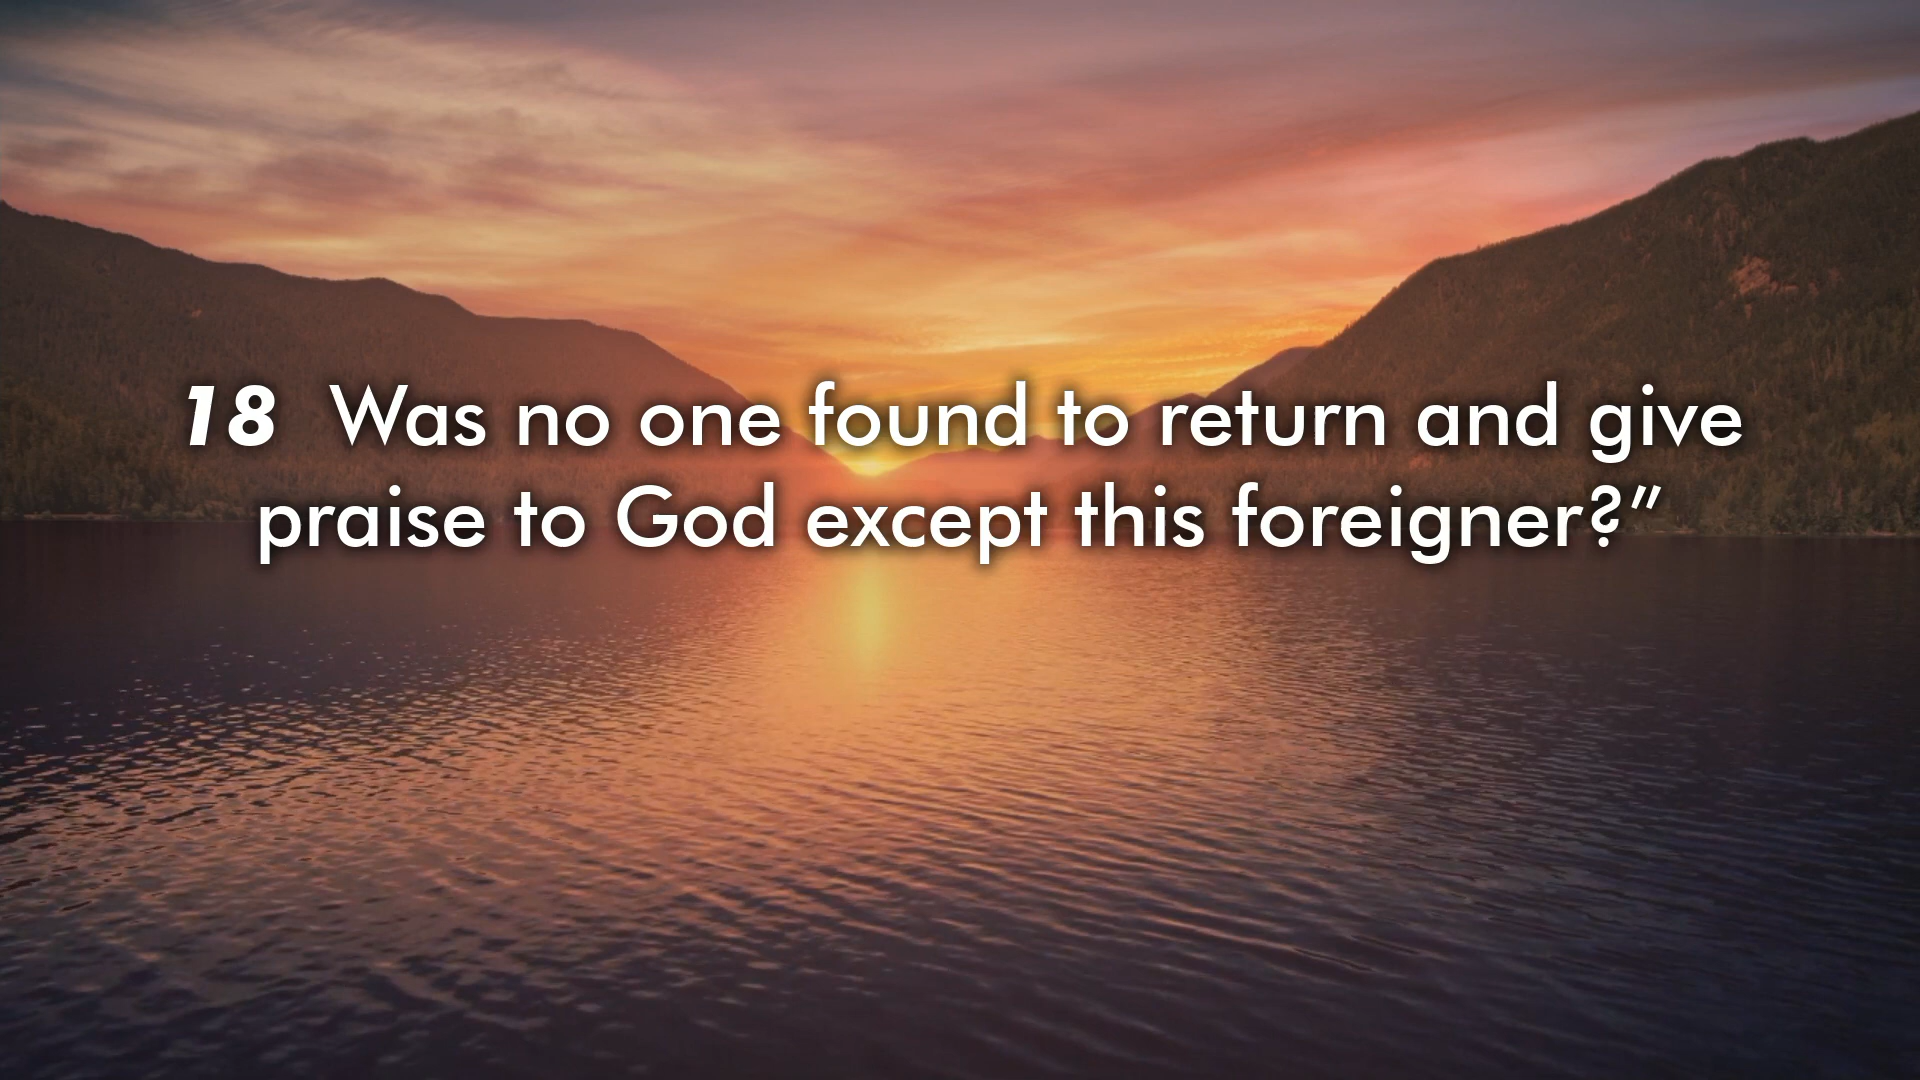 18 Was no one found to return and give
praise to God except this foreigner?”